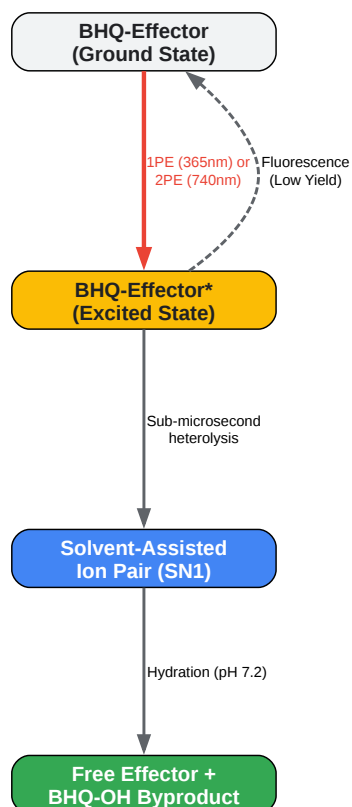 BHQ-Effector
(Ground State)
1PE (365nm) or
2PE (740nm)
Fluorescence
(Low Yield)
BHQ-Effector*
(Excited State)
Sub-microsecond
heterolysis
Solvent-Assisted
Ion Pair (SN1)
Hydration (pH 7.2)
Free Effector +
BHQ-OH Byproduct